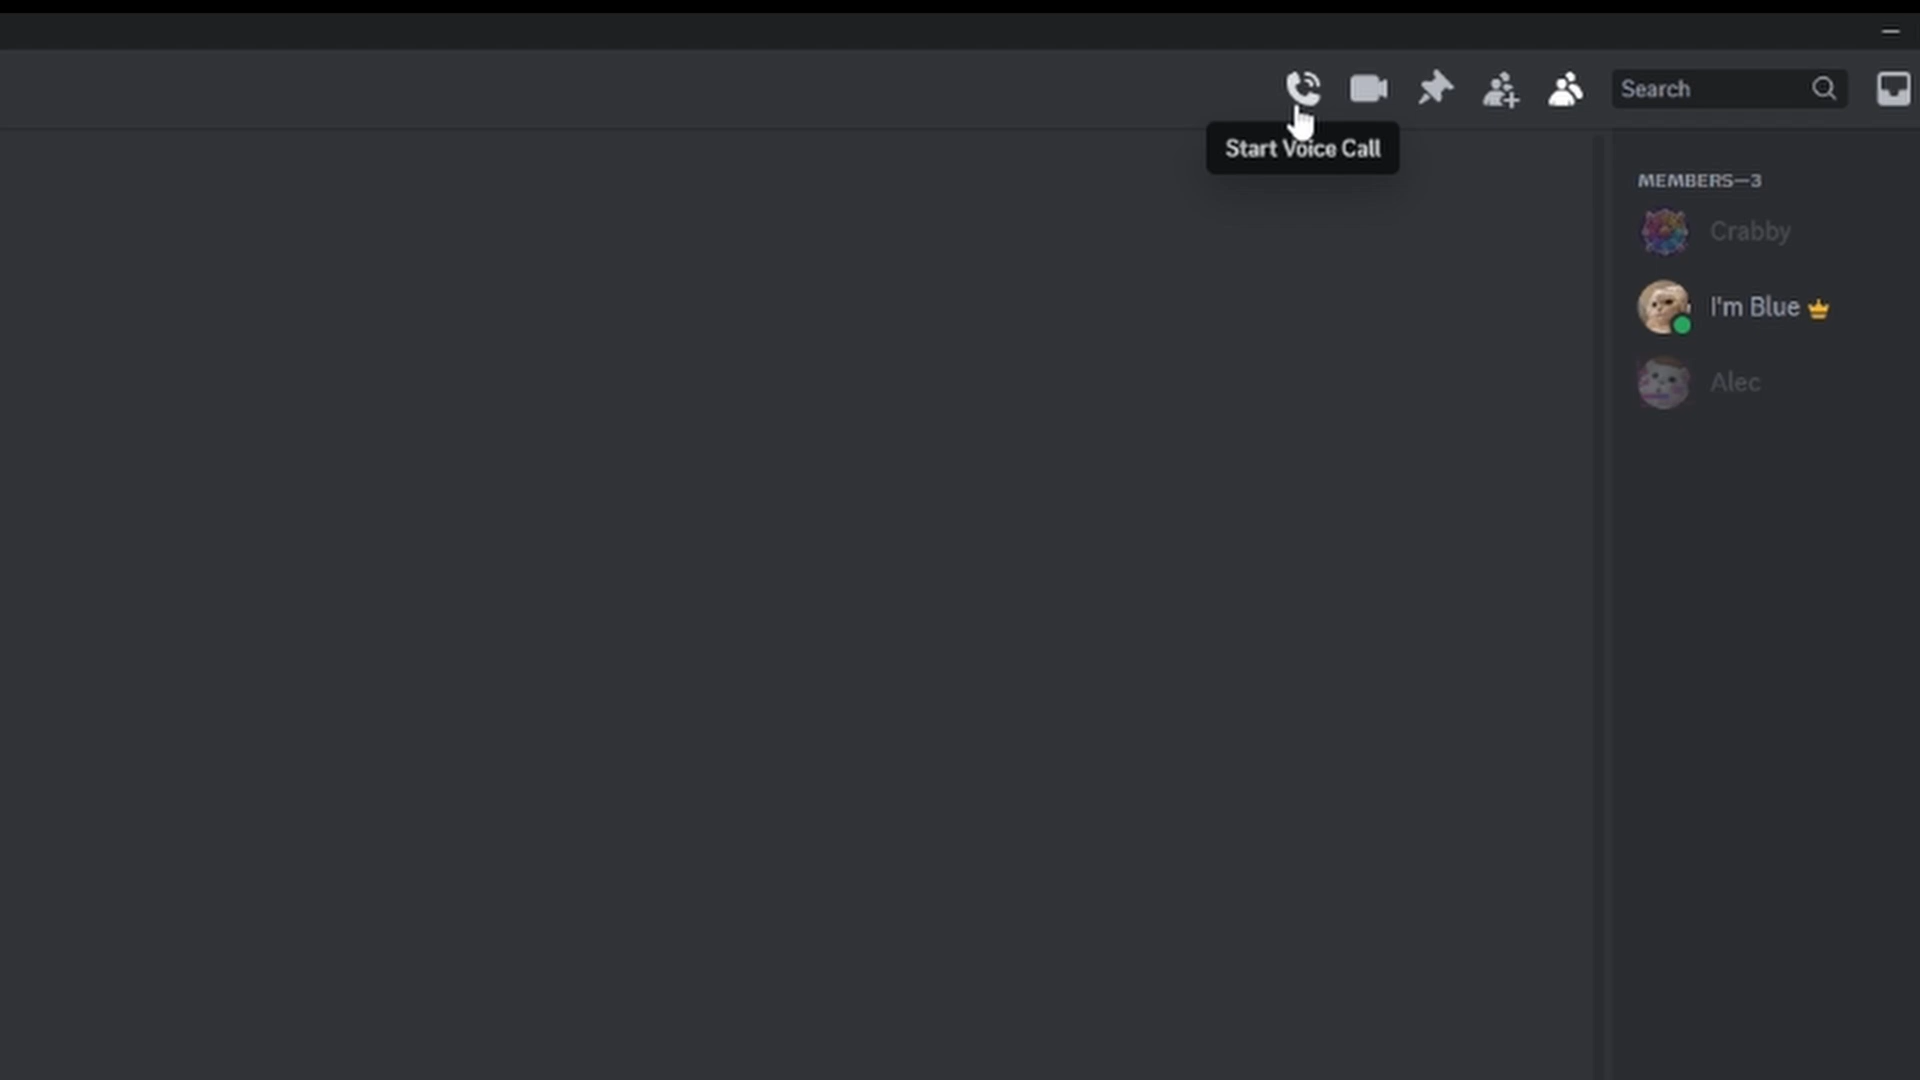 Search
Start Voice Call
MEMBERS—3
Crabby
I'm Blue
Alec